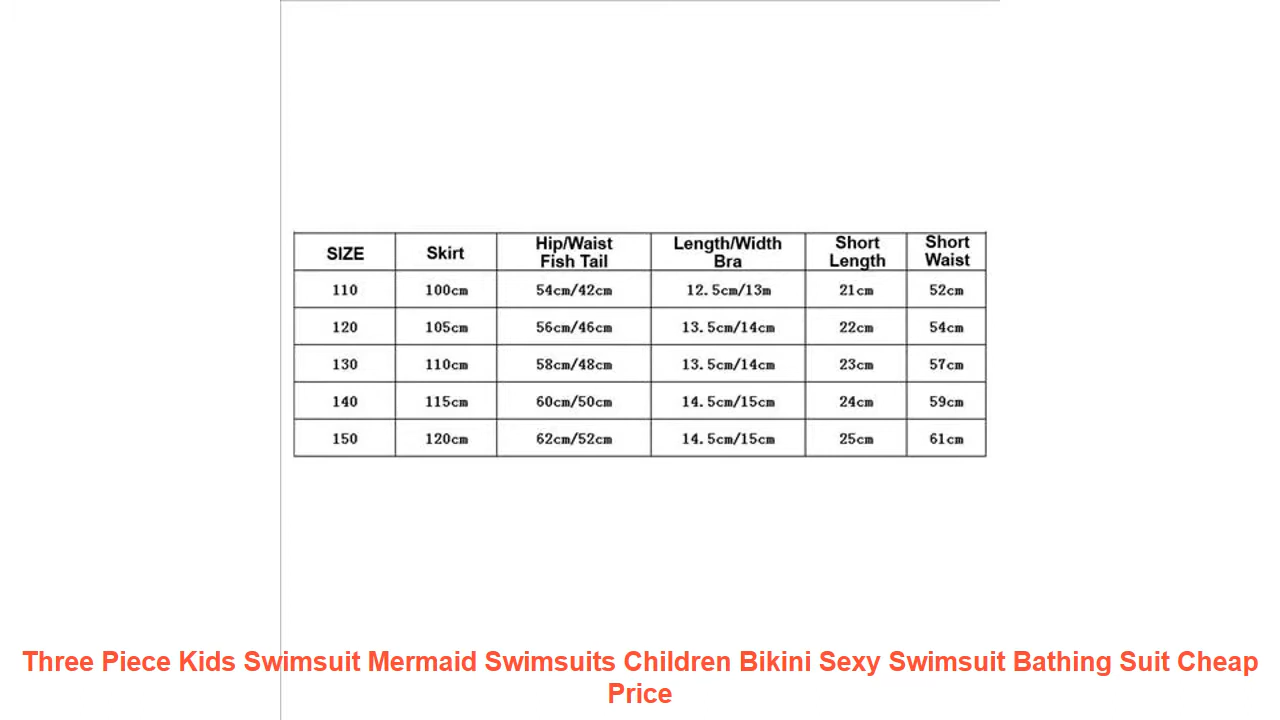 SIZE Skirt Hip/Waist Fish Tail Length/Width Bra Short Length Short Waist
110 100cm 54cm/42cm 12.5cm/13m 21cm 52cm
120 105cm 56cm/46cm 13.5cm/14cm 22cm 54cm
130 110cm 58cm/48cm 13.5cm/14cm 23cm 57cm
140 115cm 60cm/50cm 14.5cm/15cm 24cm 59cm
150 120cm 62cm/52cm 14.5cm/15cm 25cm 61cm
Three Piece Kids Swimsuit Mermaid Swimsuits Children Bikini Sexy Swimsuit Bathing Suit Cheap
Price